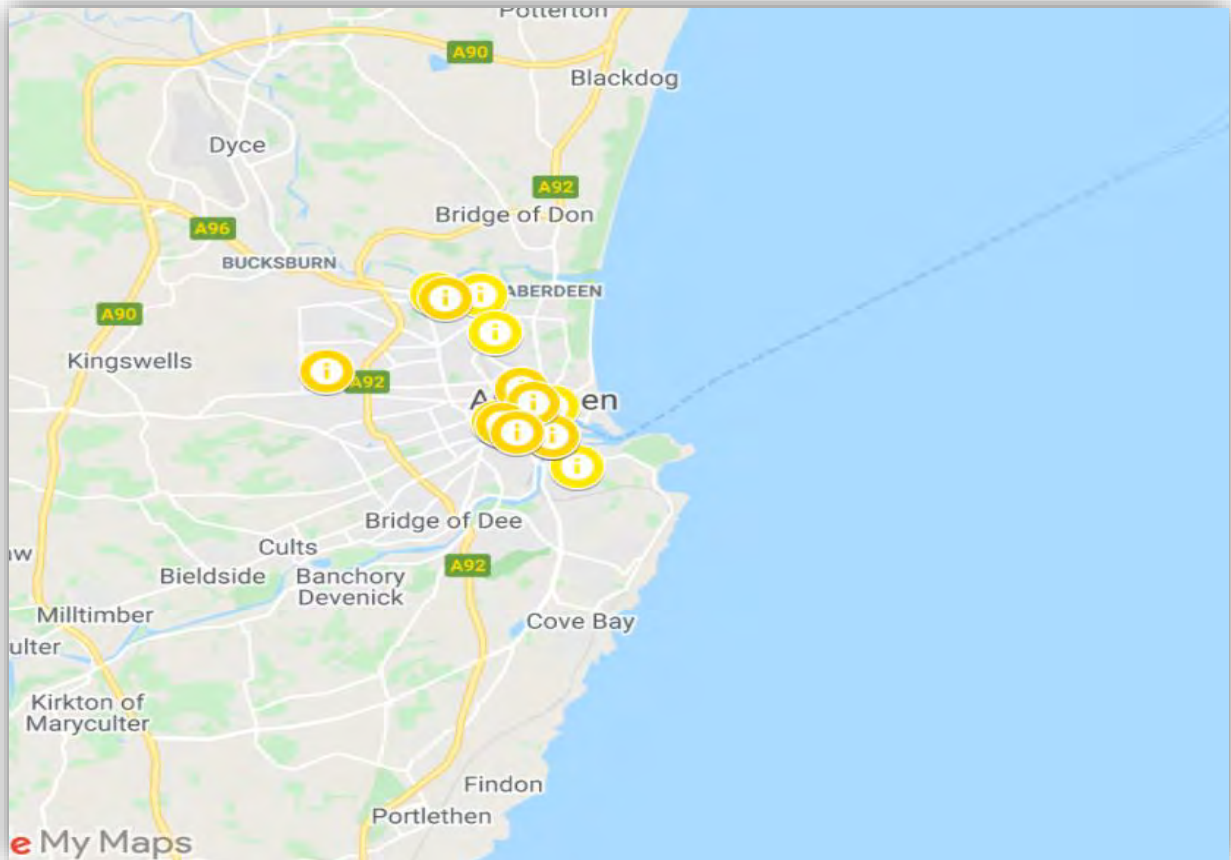 Potterton
A90
Blackdog
Dyce
A92
Bridge of Don
A96
BUCKSBURN
ABERDEEN
A90
Kingswells
A92
A en
Bridge of Dee
Cults
A92
Bieldside
Banchory
Devenick
Milltimber
Cove Bay
ulter
Kirkton of
Maryculter
Findon
Portlethen
e My Maps